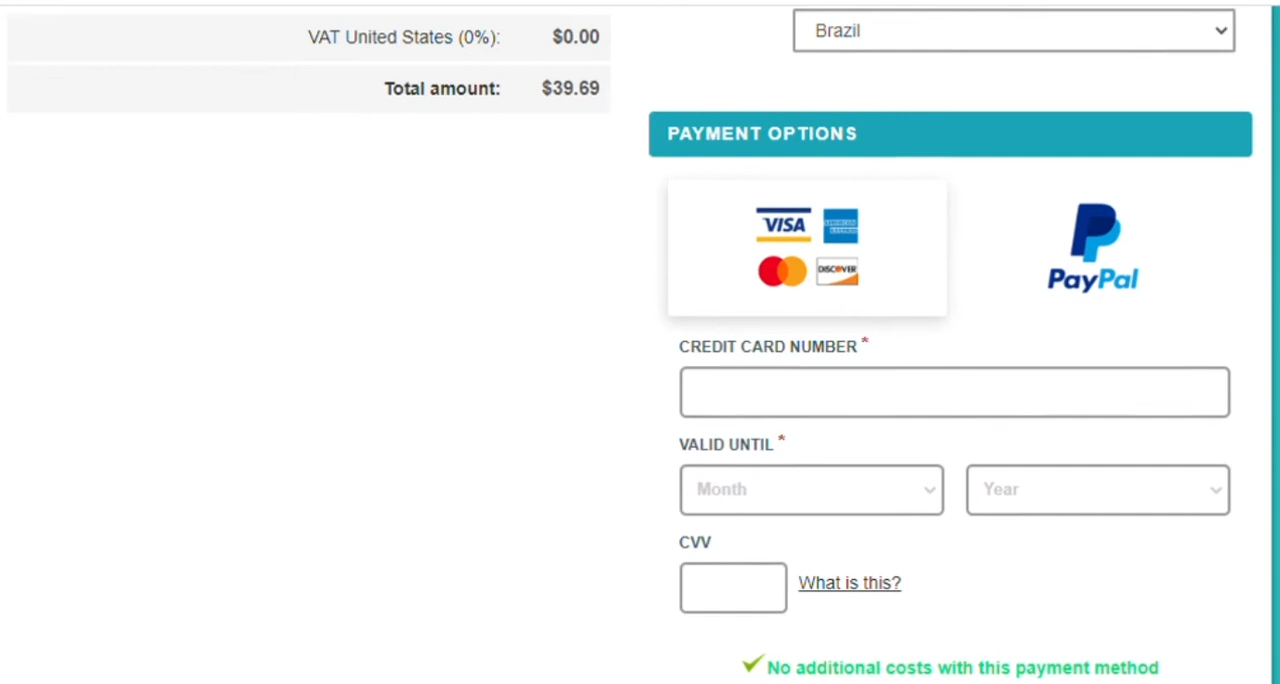 VAT United States (0%): $0.00
Total amount: $39.69
Brazil
PAYMENT OPTIONS
VISA
DISCOVER
PayPal
CREDIT CARD NUMBER *
VALID UNTIL *
Month Year
CVV
What is this?
No additional costs with this payment method